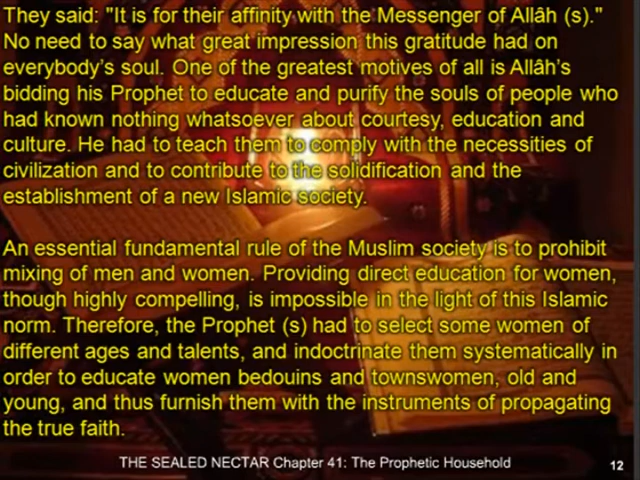 They said: "It is for their affinity with the Messenger of Allâh (s)."
No need to say what great impression this gratitude had on
everybody's soul. One of the greatest motives of all is Allâh's
bidding his Prophet to educate and purify the souls of people who
had known nothing whatsoever about courtesy, education and
culture. He had to teach them to comply with the necessities of
civilization and to contribute to the solidification and the
establishment of a new Islamic society.
An essential fundamental rule of the Muslim society is to prohibit
mixing of men and women. Providing direct education for women,
though highly compelling, is impossible in the light of this Islamic
norm. Therefore, the Prophet (s) had to select some women of
different ages and talents, and indoctrinate them systematically in
order to educate women bedouins and townswomen, old and
young, and thus furnish them with the instruments of propagating
the true faith.
THE SEALED NECTAR Chapter 41: The Prophetic Household
12